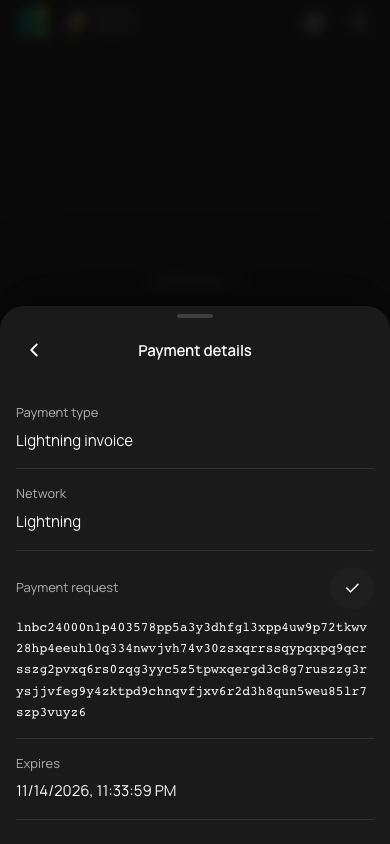 Payment details
Payment type
Lightning invoice
Network
Lightning
Payment request
lnbc24000n1p403578pp5a3y3dhfgl3xpp4uw9p72tkwv
28hp4eeuhl0q334nwvjvh74v30zsxqrrssqypqxpq9qcr
sszg2pvxq6rs0zqg3yyc5z5tpwxqergd3c8g7ruszzg3r
ysjjvfeg9y4zktpd9chnqvfjxv6r2d3h8qun5weu85lr7
szp3vuyz6
Expires
11/14/2026, 11:33:59 PM